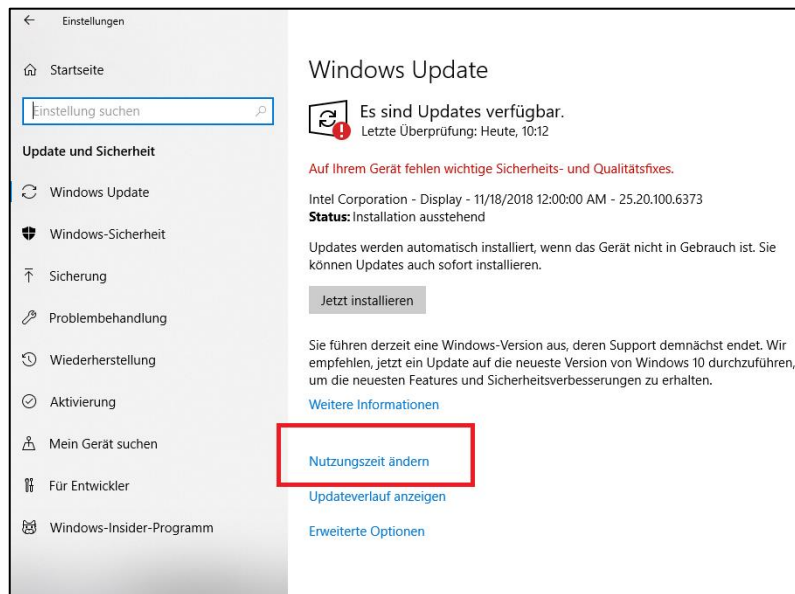 Einstellungen
Startseite
Einstellung suchen
Update und Sicherheit
Windows Update
Windows-Sicherheit
Sicherung
Problembehandlung
Wiederherstellung
Aktivierung
Mein Gerät suchen
Für Entwickler
Windows-Insider-Programm
Windows Update
Es sind Updates verfügbar.
Letzte Überprüfung: Heute, 10:12
Auf Ihrem Gerät fehlen wichtige Sicherheits- und Qualitätsfixes.
Intel Corporation - Display - 11/18/2018 12:00:00 AM - 25.20.100.6373
Status: Installation ausstehend
Updates werden automatisch installiert, wenn das Gerät nicht in Gebrauch ist. Sie
können Updates auch sofort installieren.
Jetzt installieren
Sie führen derzeit eine Windows-Version aus, deren Support demnächst endet. Wir
empfehlen, jetzt ein Update auf die neueste Version von Windows 10 durchzuführen,
um die neuesten Features und Sicherheitsverbesserungen zu erhalten.
Weitere Informationen
Nutzungszeit ändern
Updateverlauf anzeigen
Erweiterte Optionen